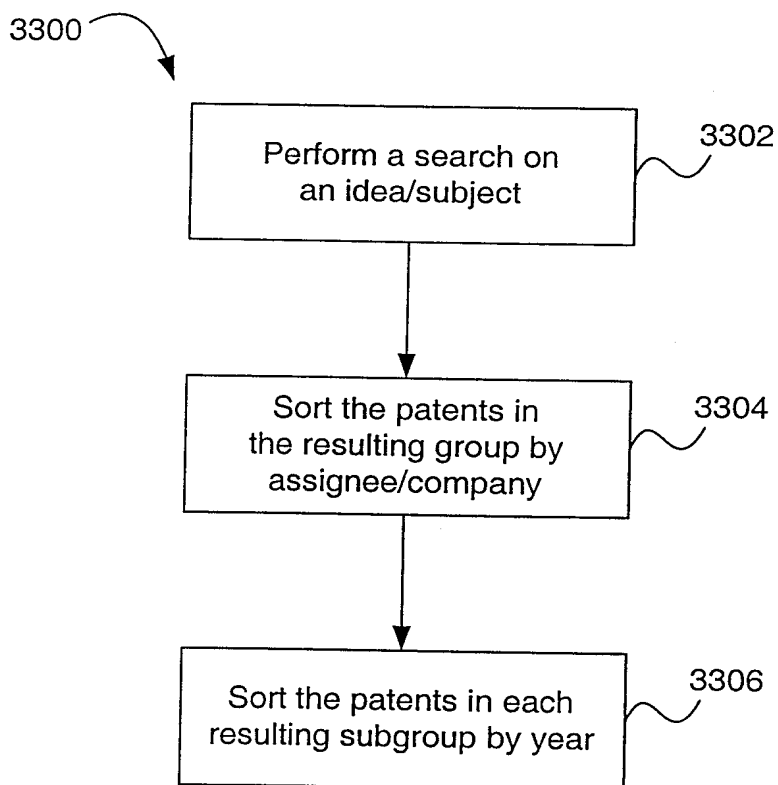 3300
Perform a search on
an idea/subject
3302
Sort the patents in
the resulting group by
assignee/company
3304
Sort the patents in each
resulting subgroup by year
3306